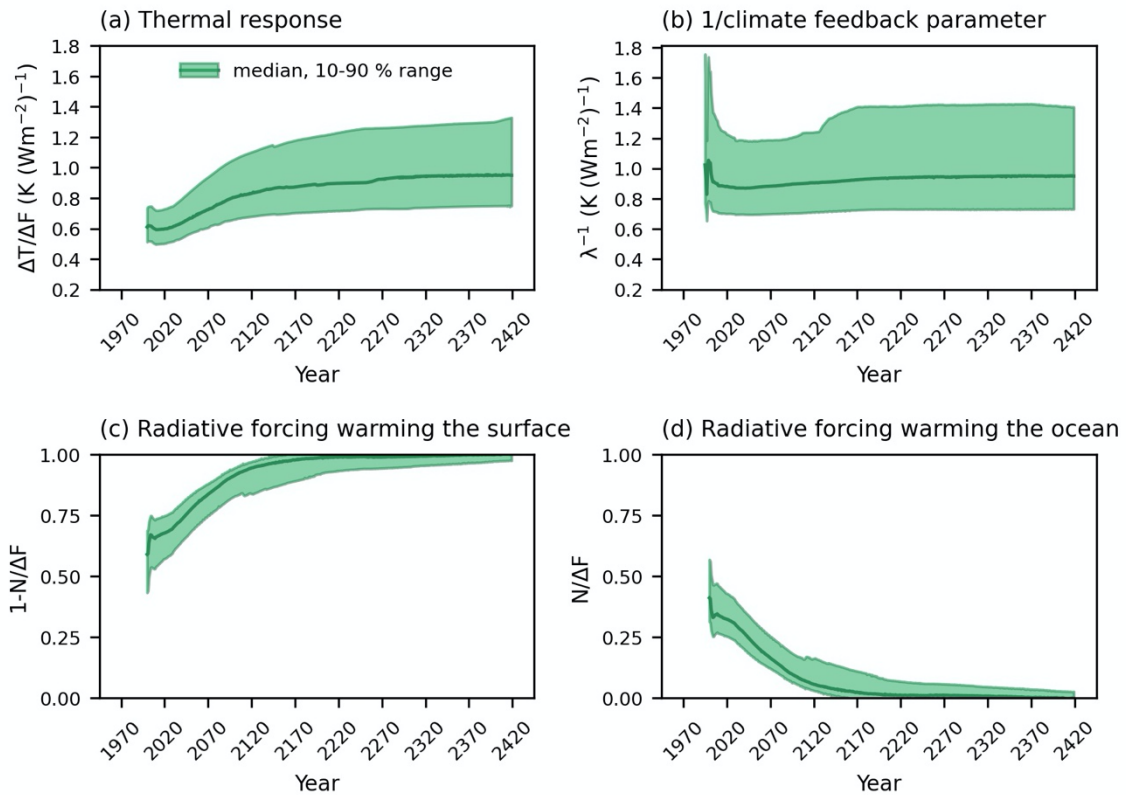 (a) Thermal response
1.8
1.6
1.4
1.2
1.0
0.8
0.6
0.4
0.2
ΔT/ΔF (K (Wm⁻²)⁻¹)
median, 10-90 % range
1970 2020 2070 2120 2170 2220 2270 2320 2370 2420
Year
(b) 1/climate feedback parameter
1.8
1.6
1.4
1.2
1.0
0.8
0.6
0.4
0.2
λ⁻¹ (K (Wm⁻²)⁻¹)
1970 2020 2070 2120 2170 2220 2270 2320 2370 2420
Year
(c) Radiative forcing warming the surface
1.00
0.75
0.50
0.25
0.00
1-N/ΔF
1970 2020 2070 2120 2170 2220 2270 2320 2370 2420
Year
(d) Radiative forcing warming the ocean
1.00
0.75
0.50
0.25
0.00
N/ΔF
1970 2020 2070 2120 2170 2220 2270 2320 2370 2420
Year